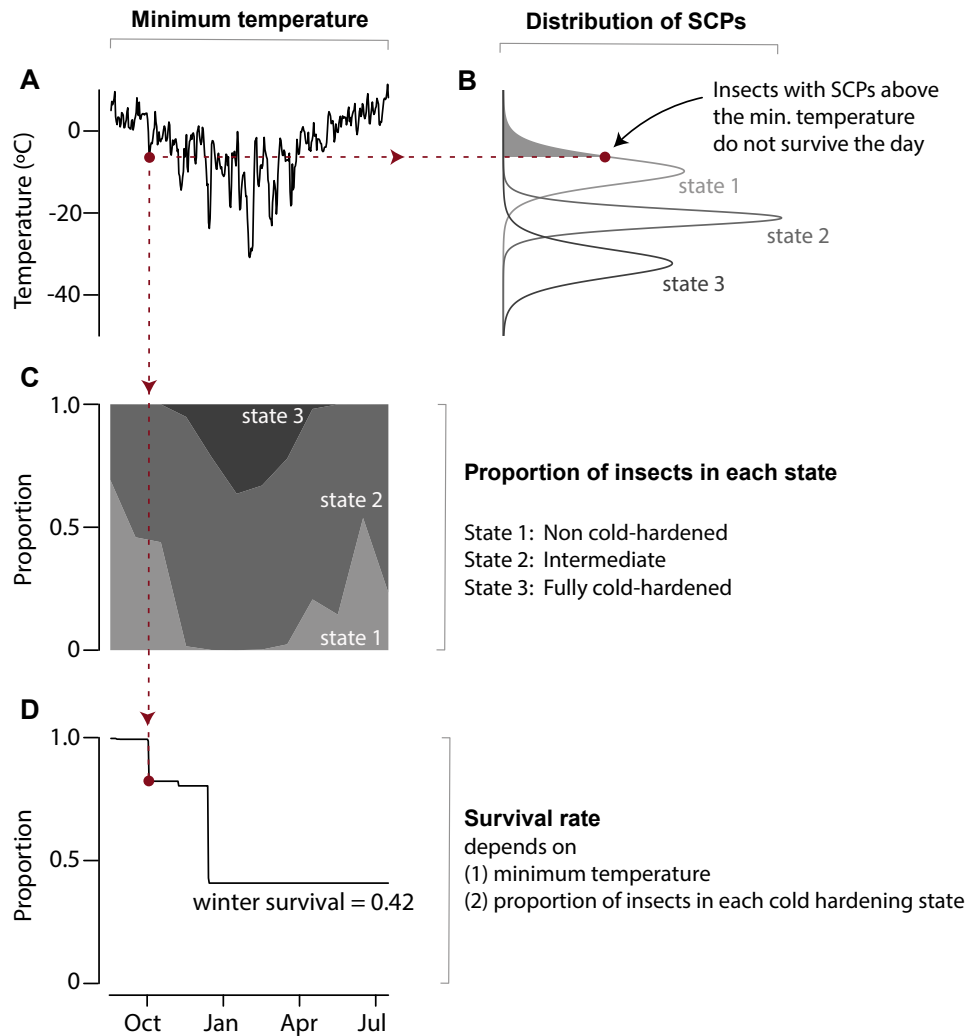 Minimum temperature
Distribution of SCPs
A
B
Temperature (ºC)
0
-20
-40
Insects with SCPs above
the min. temperature
do not survive the day
state 1
state 2
state 3
C
Proportion
1.0
0.5
0
state 3
state 2
state 1
Proportion of insects in each state
State 1: Non cold-hardened
State 2: Intermediate
State 3: Fully cold-hardened
D
Proportion
1.0
0.5
0
winter survival = 0.42
Oct Jan Apr Jul
Survival rate
depends on
(1) minimum temperature
(2) proportion of insects in each cold hardening state